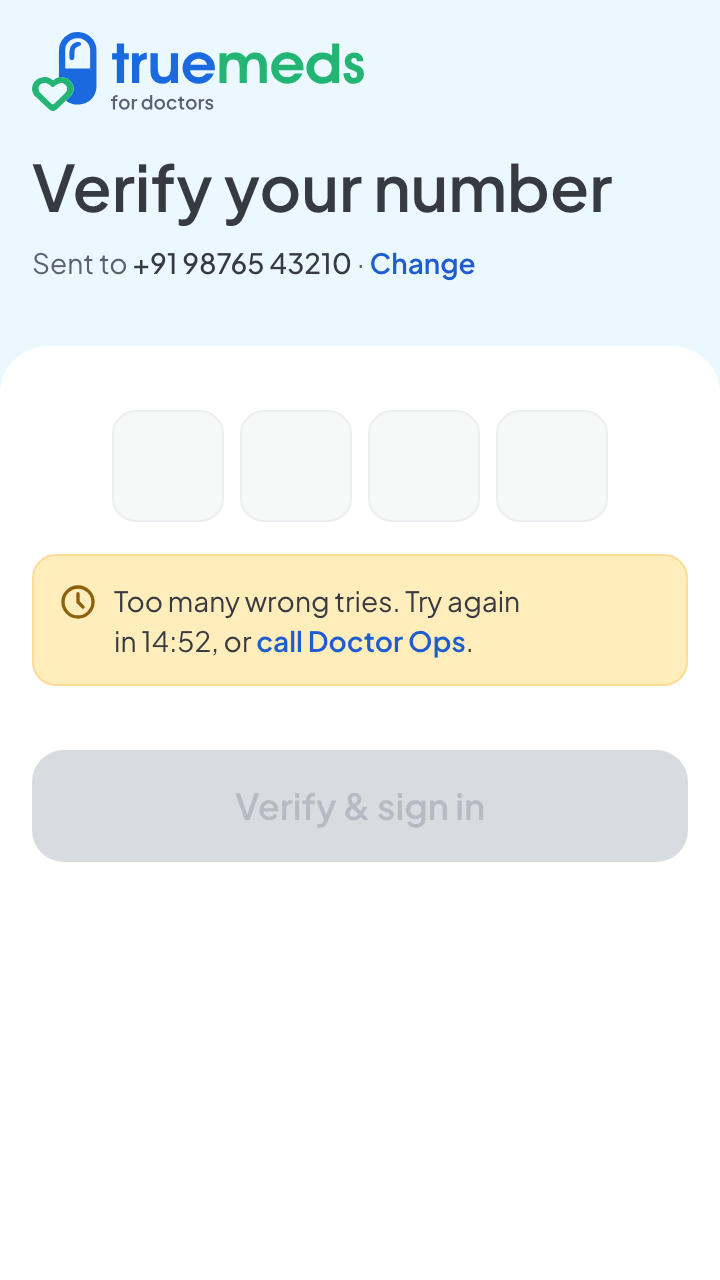 truemeds
for doctors
Verify your number
Sent to +91 98765 43210 · Change
Too many wrong tries. Try again
in 14:52, or call Doctor Ops.
Verify & sign in